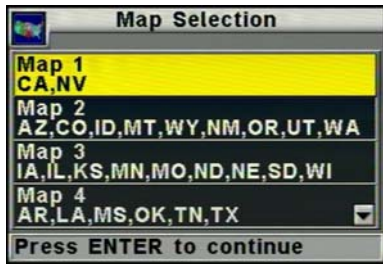 Map Selection
Map 1
CA,NV
Map 2
AZ,CO,ID,MT,WY,NM,OR,UT,WA
Map 3
IA,IL,KS,MN,MO,ND,NE,SD,WI
Map 4
AR,LA,MS,OK,TN,TX
Press ENTER to continue